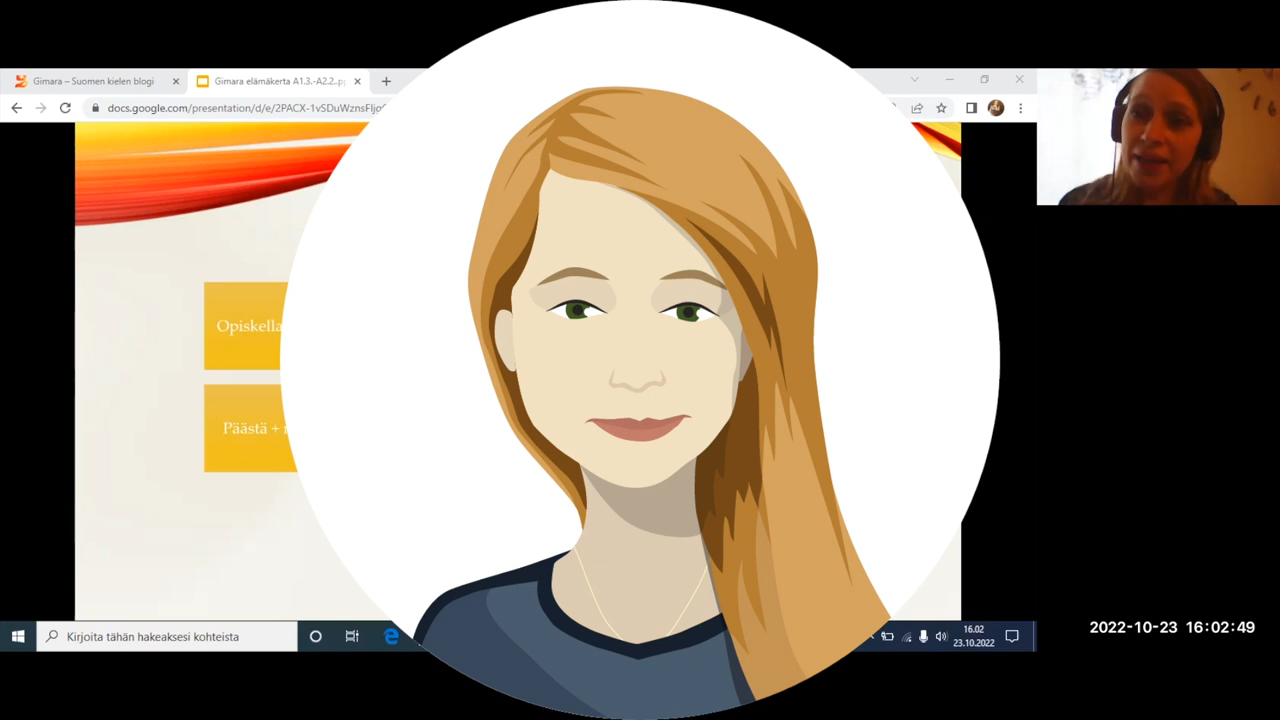 Gimara – Suomen kielen blogi
Gimara elämäkerta A1.3.-A2.2..
docs.google.com/presentation/d/e/2PACX-1vSDuWznsFIjo
Opiskella
Päästä +
Kirjoita tähän hakeaksesi kohteista
16.02
23.10.2022
2022-10-23 16:02:49